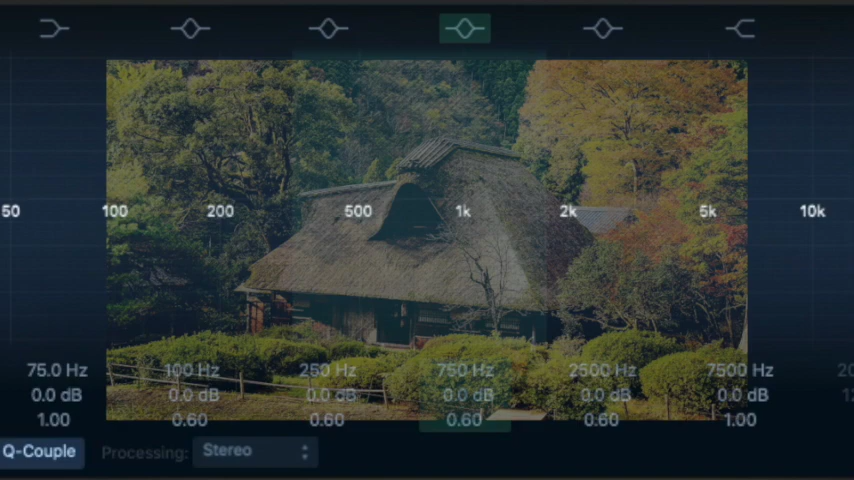 50 100 200 500 1k 2k 5k 10k
75.0 Hz 100 Hz 250 Hz 750 Hz 2500 Hz 7500 Hz
0.0 dB 0.0 dB 0.0 dB 0.0 dB 0.0 dB 0.0 dB
1.00 0.60 0.60 0.60 0.60 1.00
Q-Couple Processing: Stereo